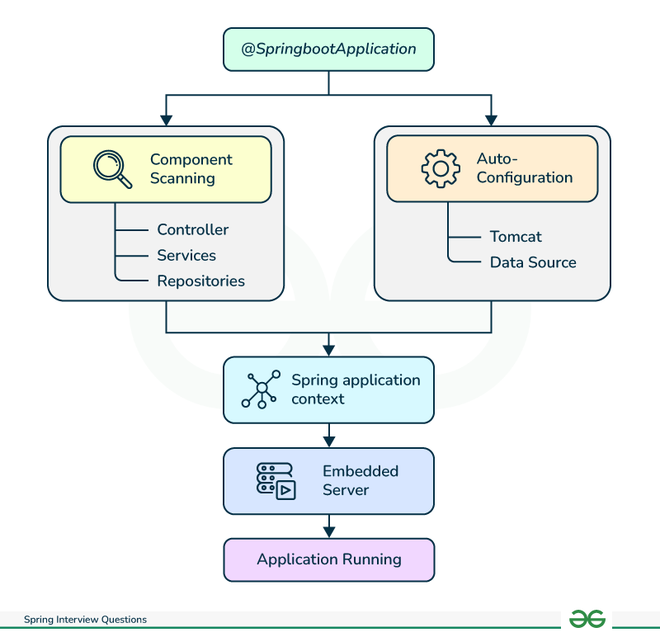 @SpringbootApplication
Component
Scanning
Controller
Services
Repositories
Auto-
Configuration
Tomcat
Data Source
Spring application
context
Embedded
Server
Application Running
Spring Interview Questions